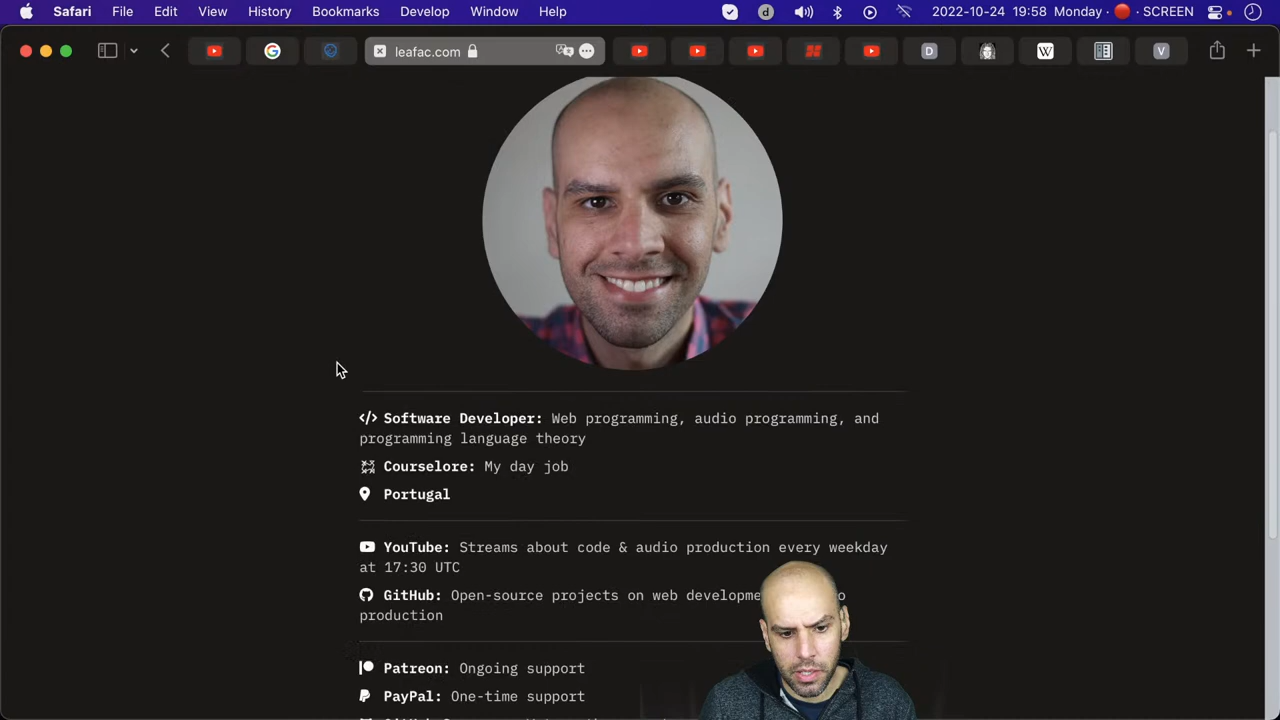 Safari File Edit View History Bookmarks Develop Window Help d 2022-10-24 19:58 Monday SCREEN
leafac.com D W V
</> Software Developer: Web programming, audio programming, and
programming language theory
Courselore: My day job
Portugal
YouTube: Streams about code & audio production every weekday
at 17:30 UTC
GitHub: Open-source projects on web
production
Patreon: Ongoing support
PayPal: One-time support